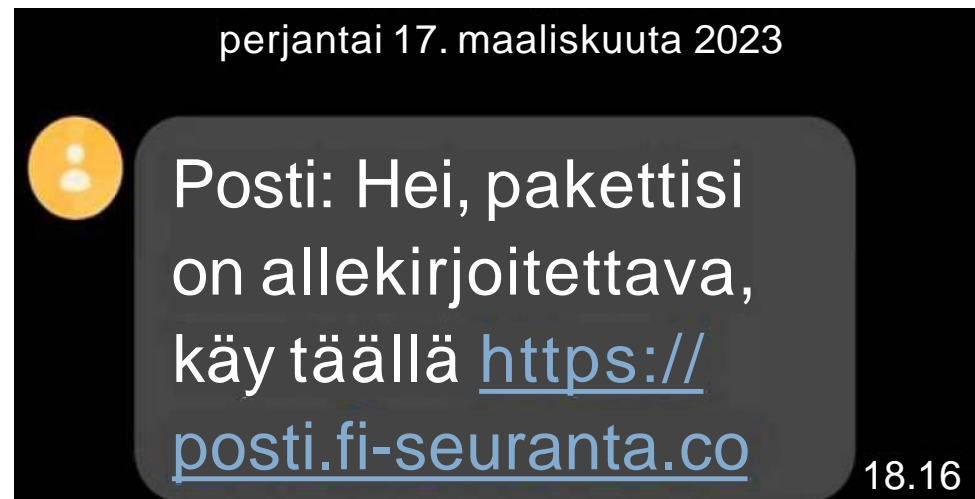 perjantai 17. maaliskuuta 2023
Posti: Hei, pakettisi
on allekirjoitettava,
käy täällä https://
posti.fi-seuranta.co
18.16